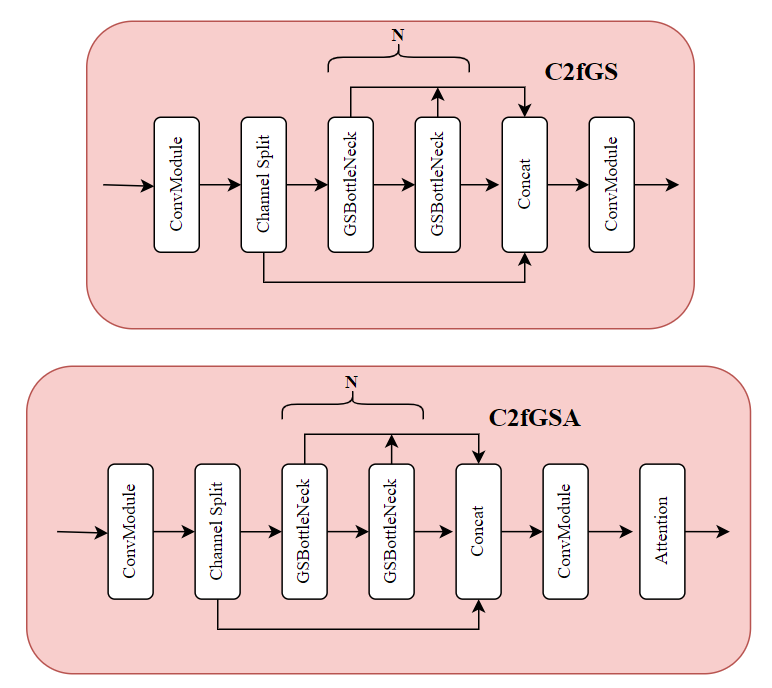 N
C2fGS
ConvModule
Channel Split
GSBottleNeck
GSBottleNeck
Concat
ConvModule
N
C2fGSA
ConvModule
Channel Split
GSBottleNeck
GSBottleNeck
Concat
ConvModule
Attention